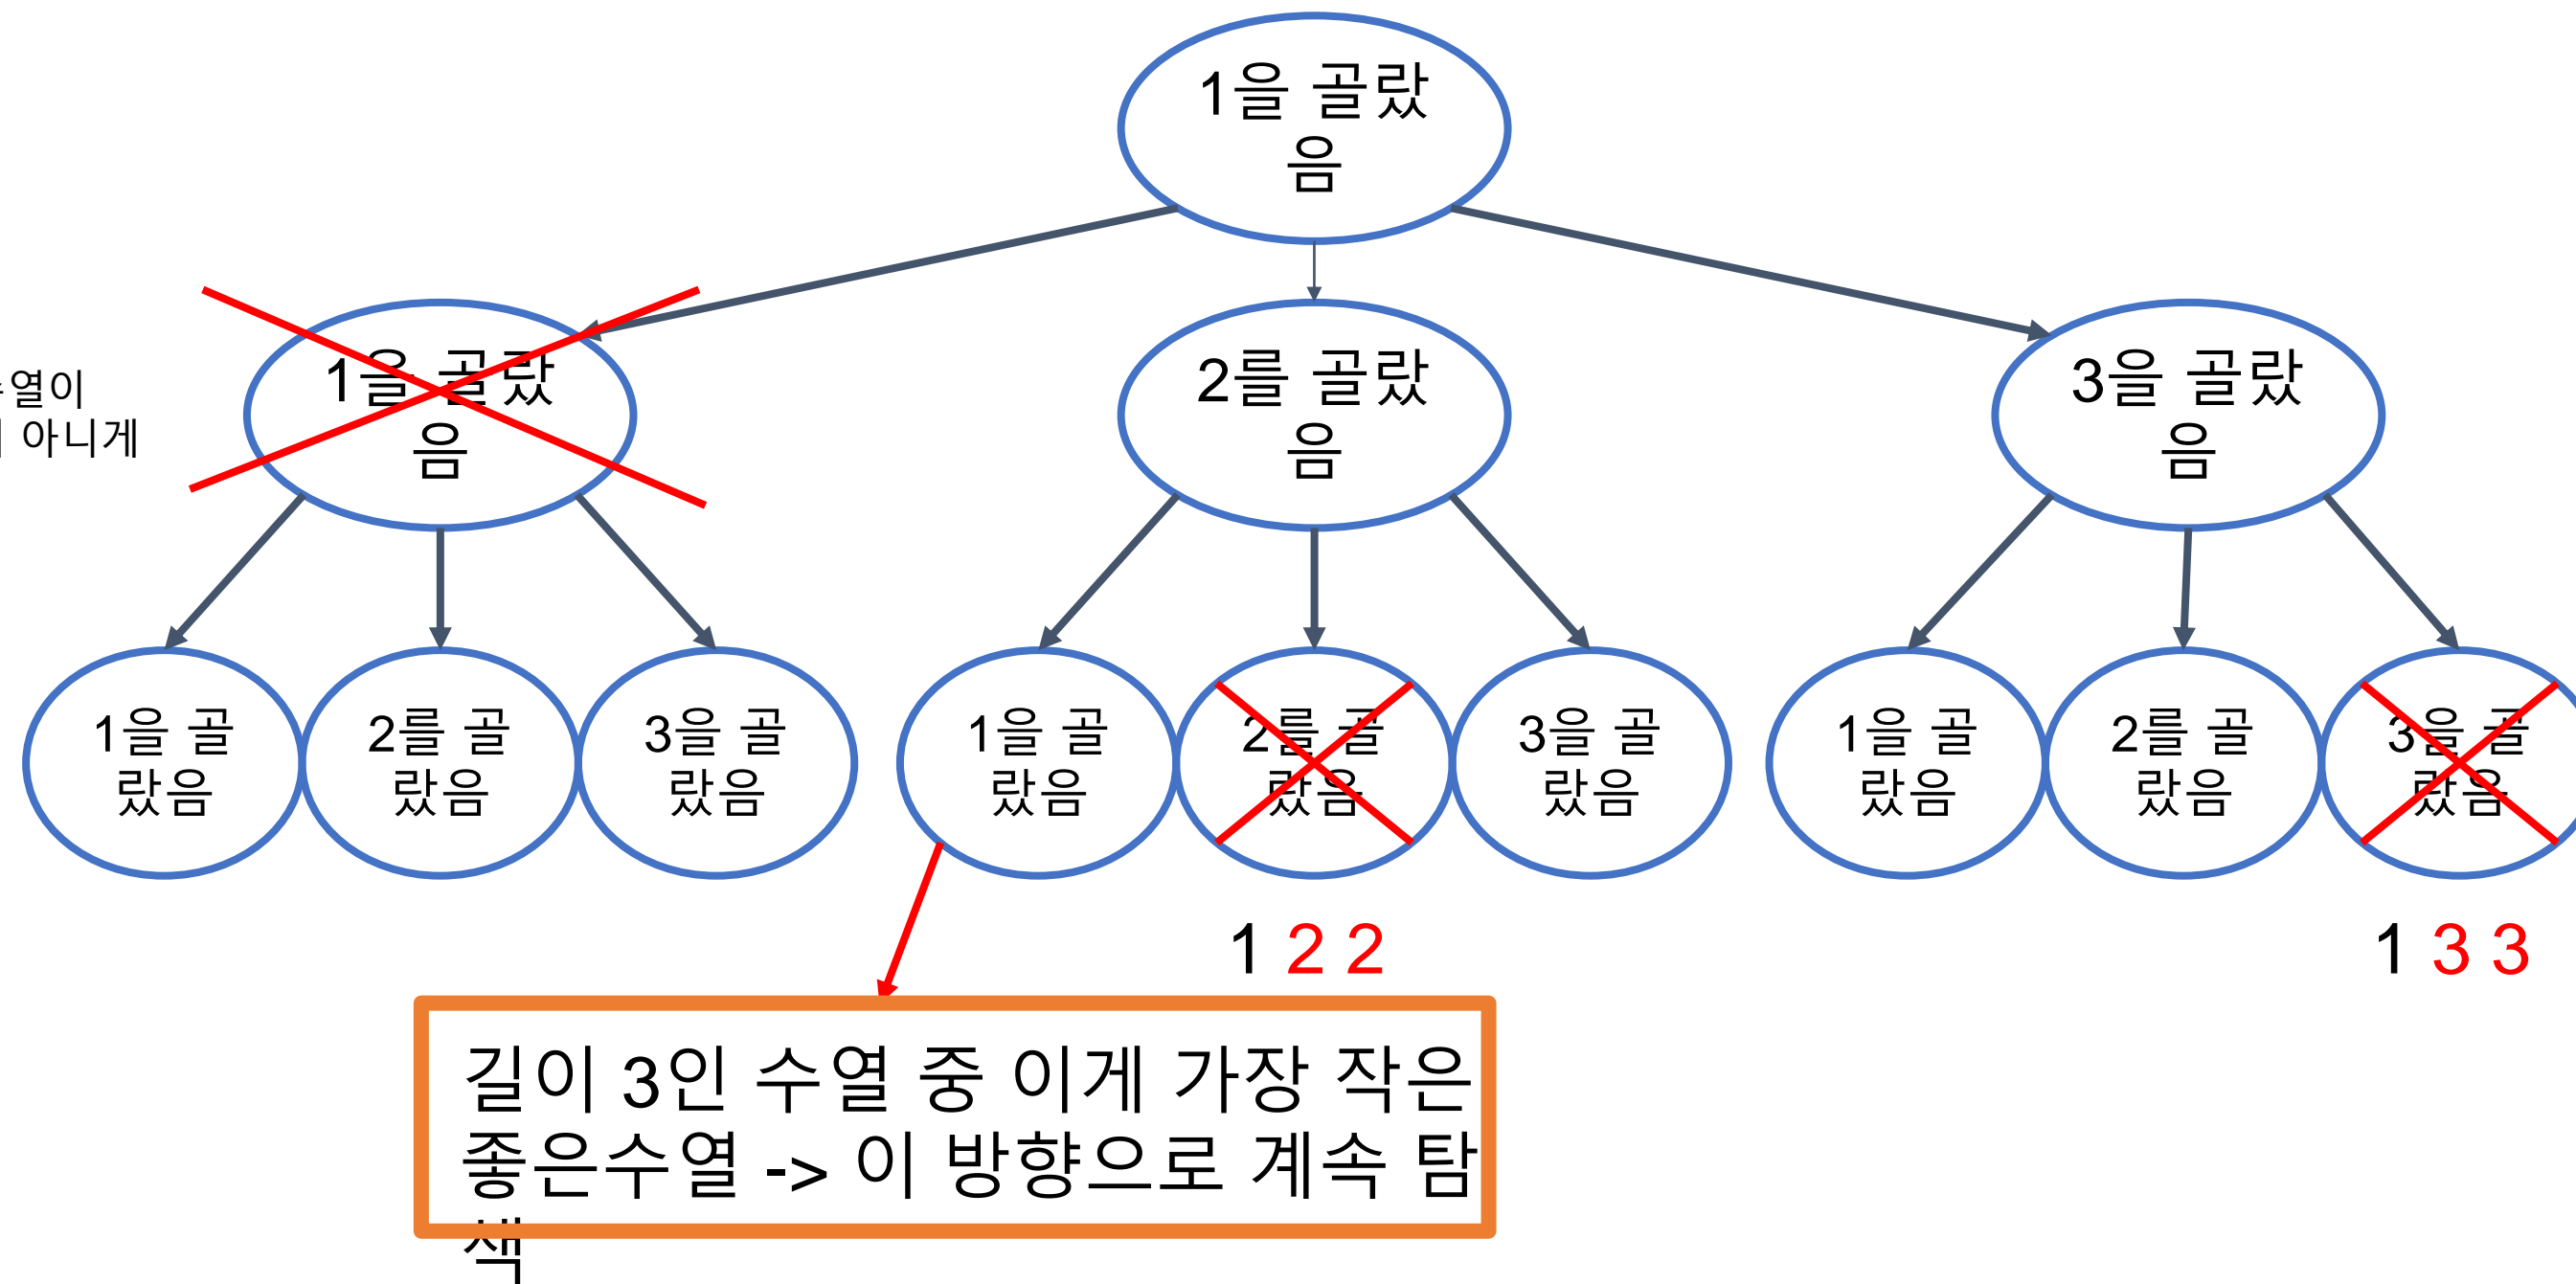 1을 골랐
음
열이
아니게
1을 골랐
음
2를 골랐
음
3을 골랐
음
1을 골
랐음
2를 골
랐음
3을 골
랐음
1을 골
랐음
2를 골
랐음
3을 골
랐음
1을 골
랐음
2를 골
랐음
3을 골
랐음
1 2 2
1 3 3
길이 3인 수열 중 이게 가장 작은
좋은수열 -> 이 방향으로 계속 탐
색